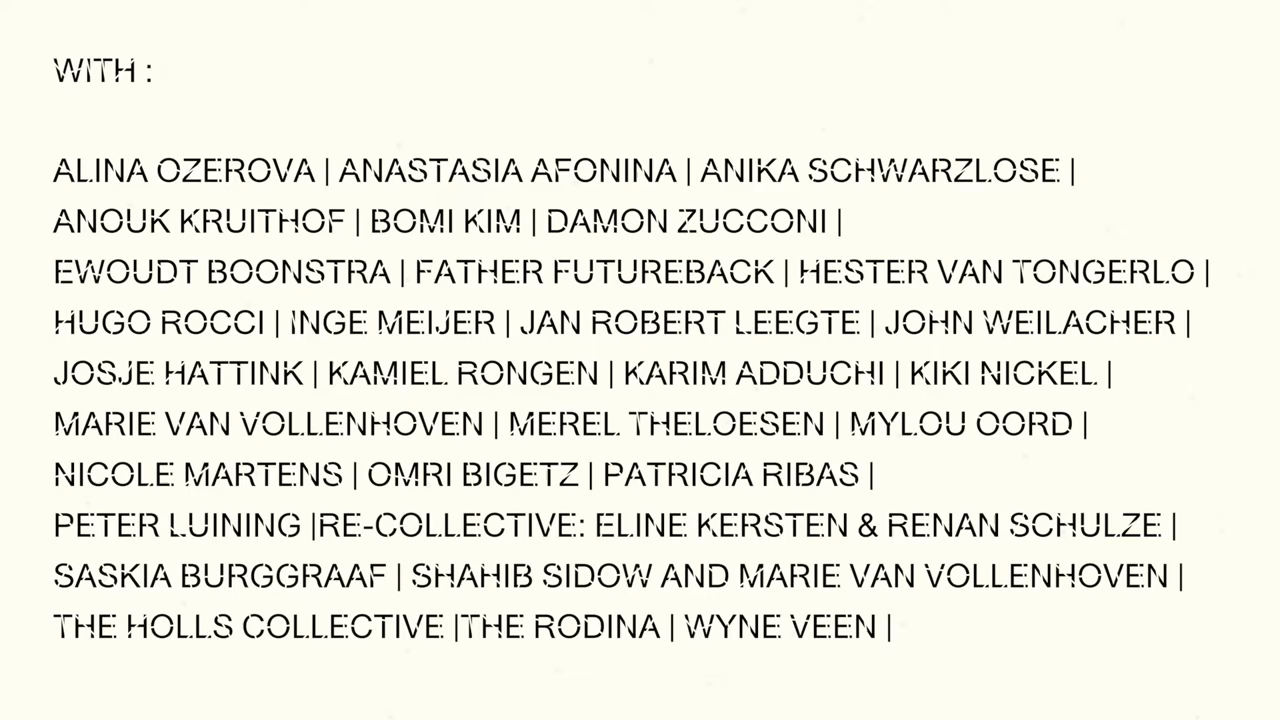 WITH :
ALINA OZEROVA | ANASTASIA AFONINA | ANIKA SCHWARZLOSE |
ANOUK KRUITHOF | BOMI KIM | DAMON ZUCCONI |
EWOUDT BOONSTRA | FATHER FUTUREBACK | HESTER VAN TONGERLO |
HUGO ROCCI | INGE MEIJER | JAN ROBERT LEEGTE | JOHN WEILACHER |
JOSJE HATTINK | KAMIEL RONGEN | KARIM ADDUCHI | KIKI NICKEL |
MARIE VAN VOLLENHOVEN | MEREL THELOESEN | MYLOU OORD |
NICOLE MARTENS | OMRI BIGETZ | PATRICIA RIBAS |
PETER LUINING |RE-COLLECTIVE: ELINE KERSTEN & RENAN SCHULZE |
SASKIA BURGGRAAF | SHAHIB SIDOW AND MARIE VAN VOLLENHOVEN |
THE HOLLS COLLECTIVE |THE RODINA | WYNE VEEN |